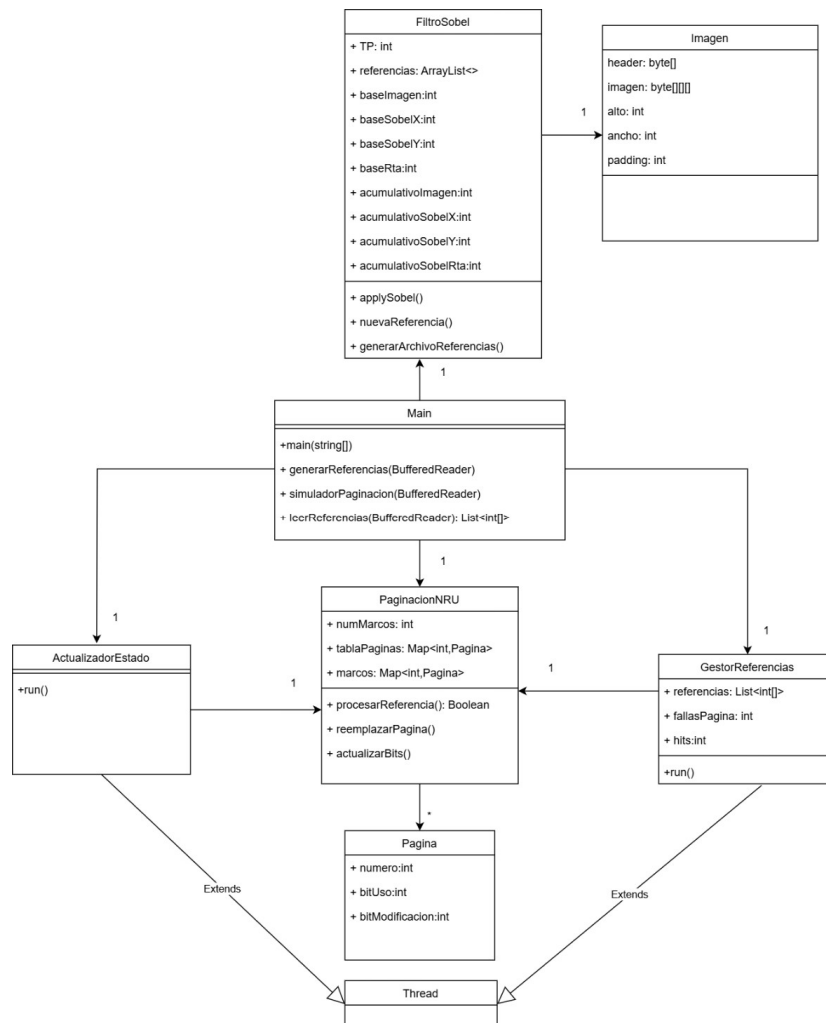 FiltroSobel
+ TP: int
+ referencias: ArrayList<>
+ baseImagen:int
+ baseSobelX:int
+ baseSobelY:int
+ baseRta:int
+ acumulativoImagen:int
+ acumulativoSobelX:int
+ acumulativoSobelY:int
+ acumulativoSobelRta:int
+ applySobel()
+ nuevaReferencia()
+ generarArchivoReferencias()
1
Imagen
header: byte[]
imagen: byte[][][]
alto: int
ancho: int
padding: int
1
Main
+main(string[])
+ generarReferencias(BufferedReader)
+ simuladorPaginacion(BufferedReader)
+ leerReferencias(BufferedReader): List<int[]>
1
1
1
ActualizadorEstado
+run()
1
PaginacionNRU
+ numMarcos: int
+ tablaPaginas: Map<int,Pagina>
+ marcos: Map<int,Pagina>
+ procesarReferencia(): Boolean
+ reemplazarPagina()
+ actualizarBits()
1
GestorReferencias
+ referencias: List<int[]>
+ fallasPagina: int
+ hits:int
+run()
*
Pagina
+ numero:int
+ bitUso:int
+ bitModificacion:int
Extends
Extends
Thread